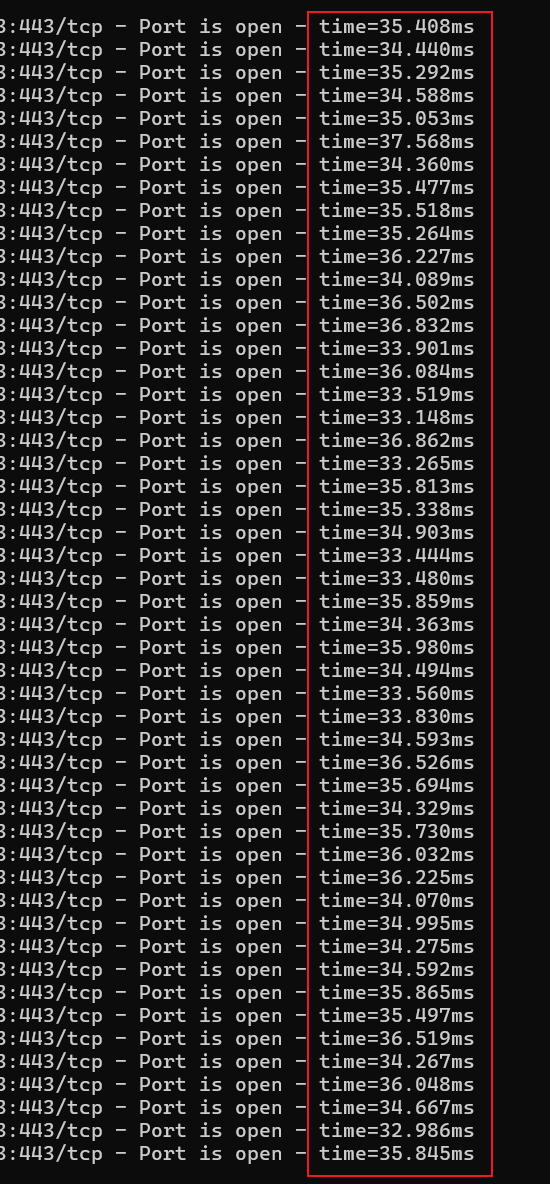 3:443/tcp - Port is open - time=35.408ms
3:443/tcp - Port is open - time=34.440ms
3:443/tcp - Port is open - time=35.292ms
3:443/tcp - Port is open - time=34.588ms
3:443/tcp - Port is open - time=35.053ms
3:443/tcp - Port is open - time=37.568ms
3:443/tcp - Port is open - time=34.360ms
3:443/tcp - Port is open - time=35.477ms
3:443/tcp - Port is open - time=35.518ms
3:443/tcp - Port is open - time=35.264ms
3:443/tcp - Port is open - time=36.227ms
3:443/tcp - Port is open - time=34.089ms
3:443/tcp - Port is open - time=36.502ms
3:443/tcp - Port is open - time=36.832ms
3:443/tcp - Port is open - time=33.901ms
3:443/tcp - Port is open - time=36.084ms
3:443/tcp - Port is open - time=33.519ms
3:443/tcp - Port is open - time=33.148ms
3:443/tcp - Port is open - time=36.862ms
3:443/tcp - Port is open - time=33.265ms
3:443/tcp - Port is open - time=35.813ms
3:443/tcp - Port is open - time=35.338ms
3:443/tcp - Port is open - time=34.903ms
3:443/tcp - Port is open - time=33.444ms
3:443/tcp - Port is open - time=33.480ms
3:443/tcp - Port is open - time=35.859ms
3:443/tcp - Port is open - time=34.363ms
3:443/tcp - Port is open - time=35.980ms
3:443/tcp - Port is open - time=34.494ms
3:443/tcp - Port is open - time=33.560ms
3:443/tcp - Port is open - time=33.830ms
3:443/tcp - Port is open - time=34.593ms
3:443/tcp - Port is open - time=36.526ms
3:443/tcp - Port is open - time=35.694ms
3:443/tcp - Port is open - time=34.329ms
3:443/tcp - Port is open - time=35.730ms
3:443/tcp - Port is open - time=36.032ms
3:443/tcp - Port is open - time=36.225ms
3:443/tcp - Port is open - time=34.070ms
3:443/tcp - Port is open - time=34.995ms
3:443/tcp - Port is open - time=34.275ms
3:443/tcp - Port is open - time=34.592ms
3:443/tcp - Port is open - time=35.865ms
3:443/tcp - Port is open - time=35.497ms
3:443/tcp - Port is open - time=36.519ms
3:443/tcp - Port is open - time=34.267ms
3:443/tcp - Port is open - time=36.048ms
3:443/tcp - Port is open - time=34.667ms
3:443/tcp - Port is open - time=32.986ms
3:443/tcp - Port is open - time=35.845ms